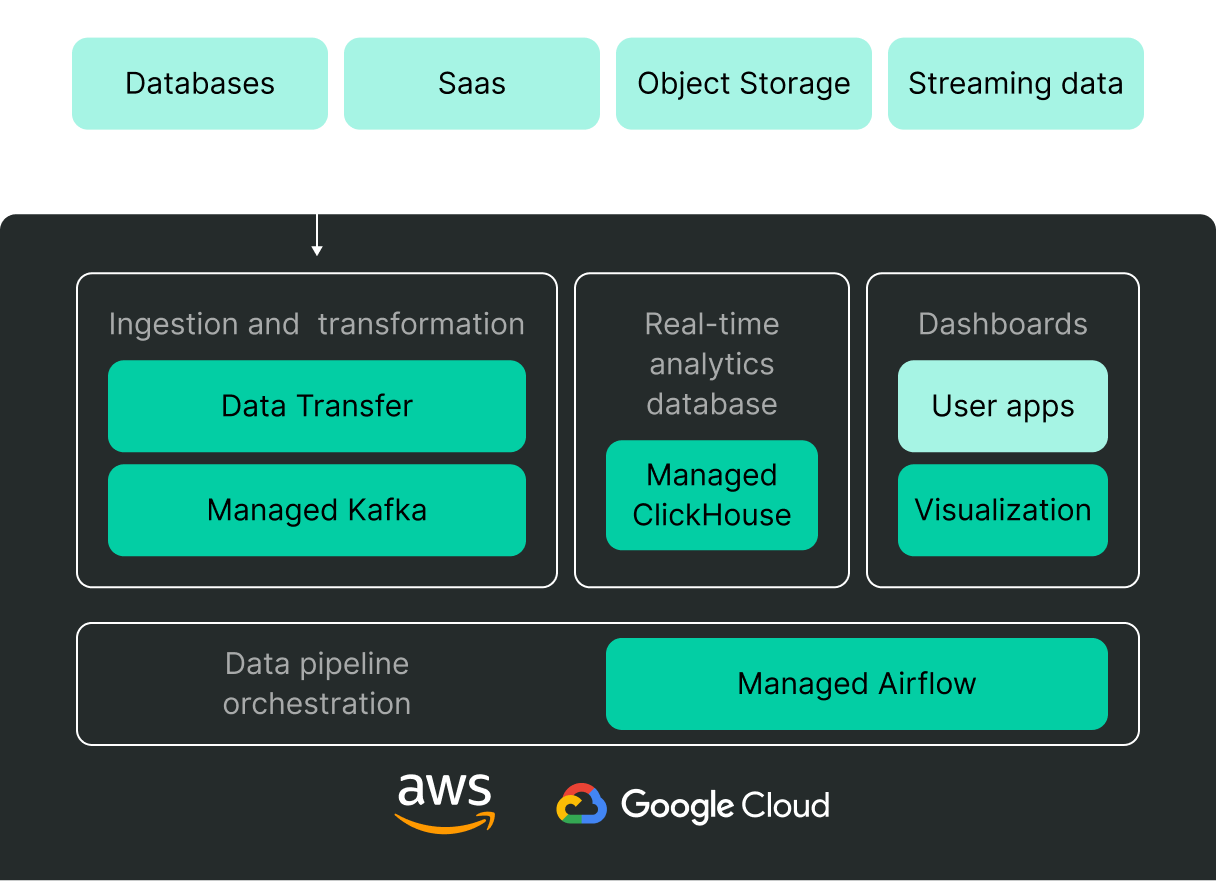 Databases
Saas
Object Storage
Streaming data
Ingestion and transformation
Data Transfer
Managed Kafka
Real-time
analytics
database
Managed
ClickHouse
Dashboards
User apps
Visualization
Data pipeline
orchestration
Managed Airflow
aws
Google Cloud